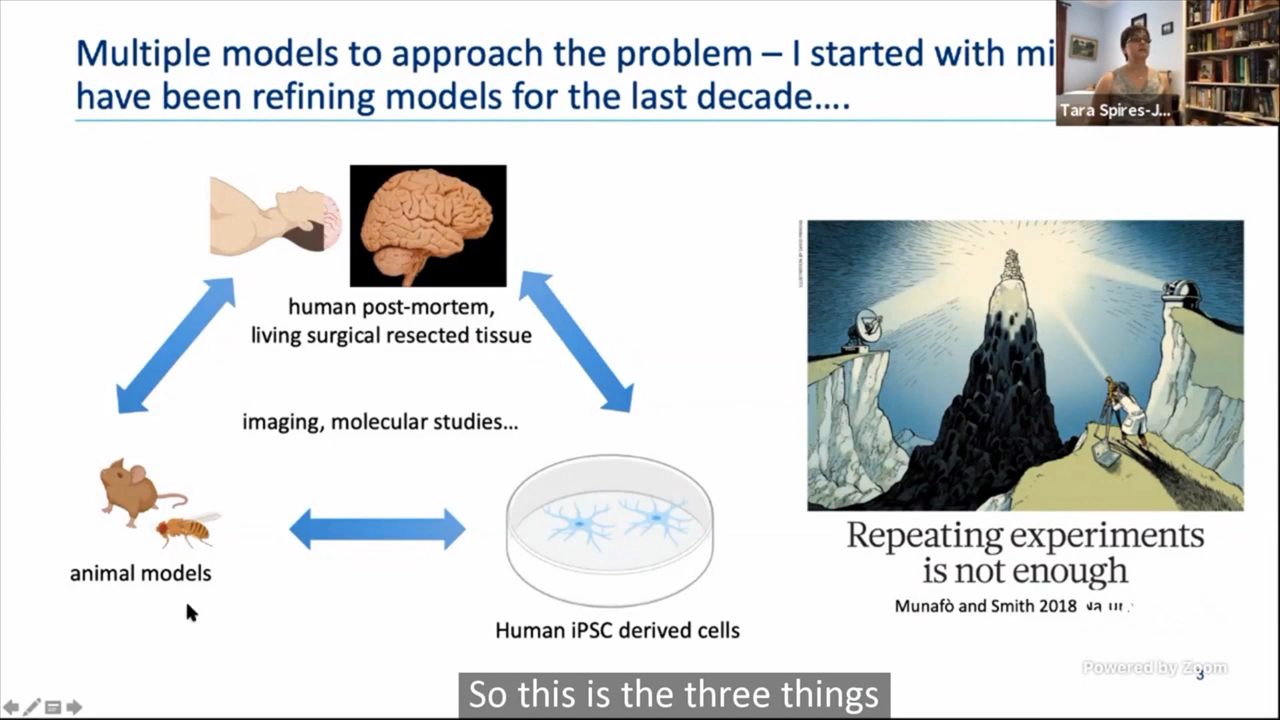 Multiple models to approach the problem – I started with mi
have been refining models for the last decade….
Tara Spires-J...
human post-mortem,
living surgical resected tissue
imaging, molecular studies…
animal models
Human iPSC derived cells
Repeating experiments
is not enough
Munafò and Smith 2018
Powered by Zoom
3
So this is the three things